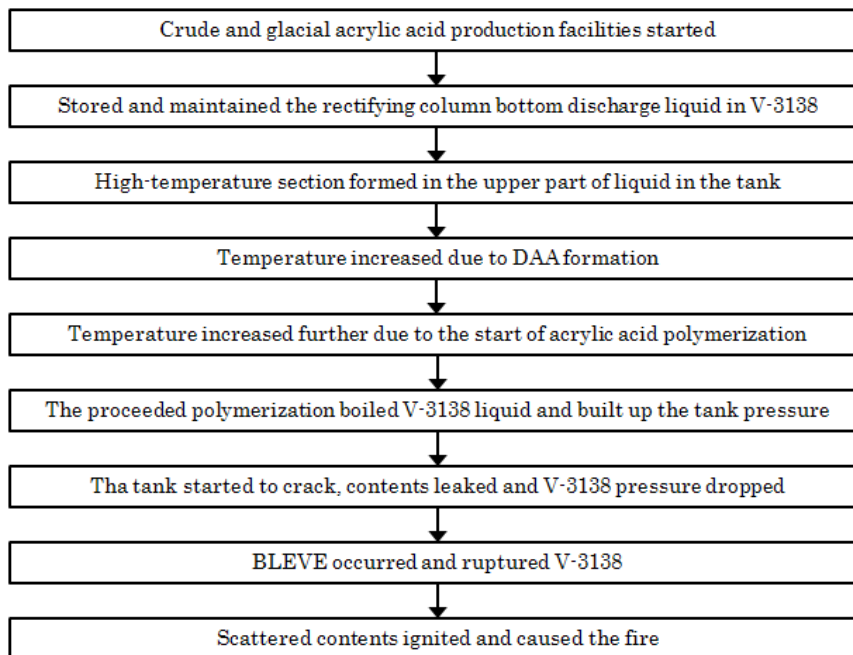 Crude and glacial acrylic acid production facilities started
Stored and maintained the rectifying column bottom discharge liquid in V-3138
High-temperature section formed in the upper part of liquid in the tank
Temperature increased due to DAA formation
Temperature increased further due to the start of acrylic acid polymerization
The proceeded polymerization boiled V-3138 liquid and built up the tank pressure
Tha tank started to crack, contents leaked and V-3138 pressure dropped
BLEVE occurred and ruptured V-3138
Scattered contents ignited and caused the fire